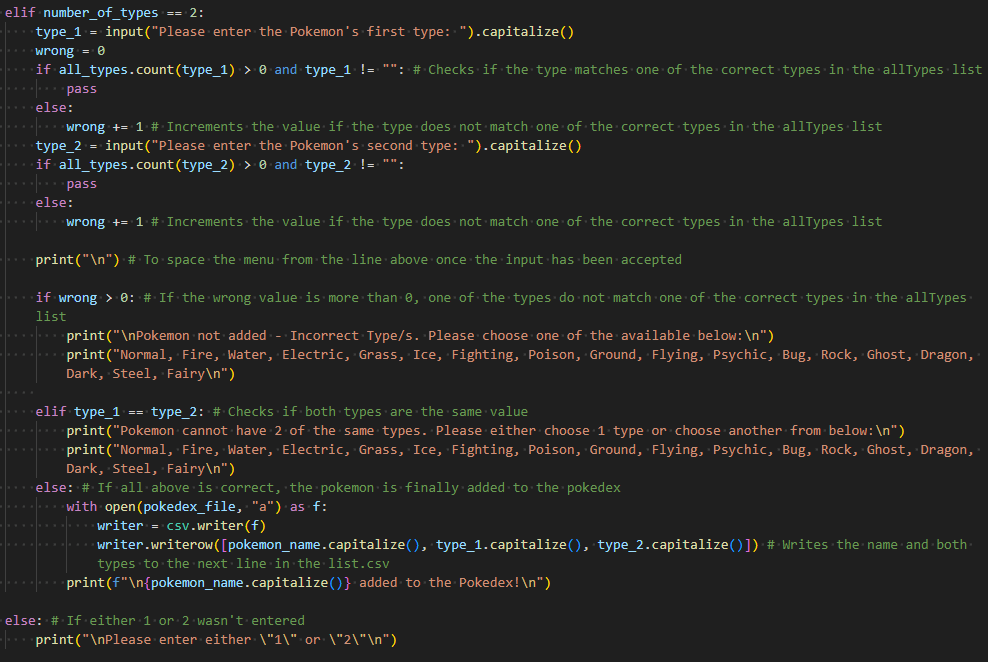 elif number_of_types == 2:
    type_1 = input("Please enter the Pokemon's first type: ").capitalize()
    wrong = 0
    if all_types.count(type_1) > 0 and type_1 != "": # Checks if the type matches one of the correct types in the allTypes list
        pass
    else:
        wrong += 1 # Increments the value if the type does not match one of the correct types in the allTypes list
    type_2 = input("Please enter the Pokemon's second type: ").capitalize()
    if all_types.count(type_2) > 0 and type_2 != "":
        pass
    else:
        wrong += 1 # Increments the value if the type does not match one of the correct types in the allTypes list

    print("\n") # To space the menu from the line above once the input has been accepted

    if wrong > 0: # If the wrong value is more than 0, one of the types do not match one of the correct types in the allTypes
    list
        print("\nPokemon not added - Incorrect Type/s. Please choose one of the available below:\n")
        print("Normal, Fire, Water, Electric, Grass, Ice, Fighting, Poison, Ground, Flying, Psychic, Bug, Rock, Ghost, Dragon,
        Dark, Steel, Fairy\n")

    elif type_1 == type_2: # Checks if both types are the same value
        print("Pokemon cannot have 2 of the same types. Please either choose 1 type or choose another from below:\n")
        print("Normal, Fire, Water, Electric, Grass, Ice, Fighting, Poison, Ground, Flying, Psychic, Bug, Rock, Ghost, Dragon,
        Dark, Steel, Fairy\n")
    else: # If all above is correct, the pokemon is finally added to the pokedex
        with open(pokedex_file, "a") as f:
            writer = csv.writer(f)
            writer.writerow([pokemon_name.capitalize(), type_1.capitalize(), type_2.capitalize()]) # Writes the name and both
            types to the next line in the list.csv
        print(f"\n{pokemon_name.capitalize()} added to the Pokedex!\n")

else: # If either 1 or 2 wasn't entered
    print("\nPlease enter either \"1\" or \"2\"\n")